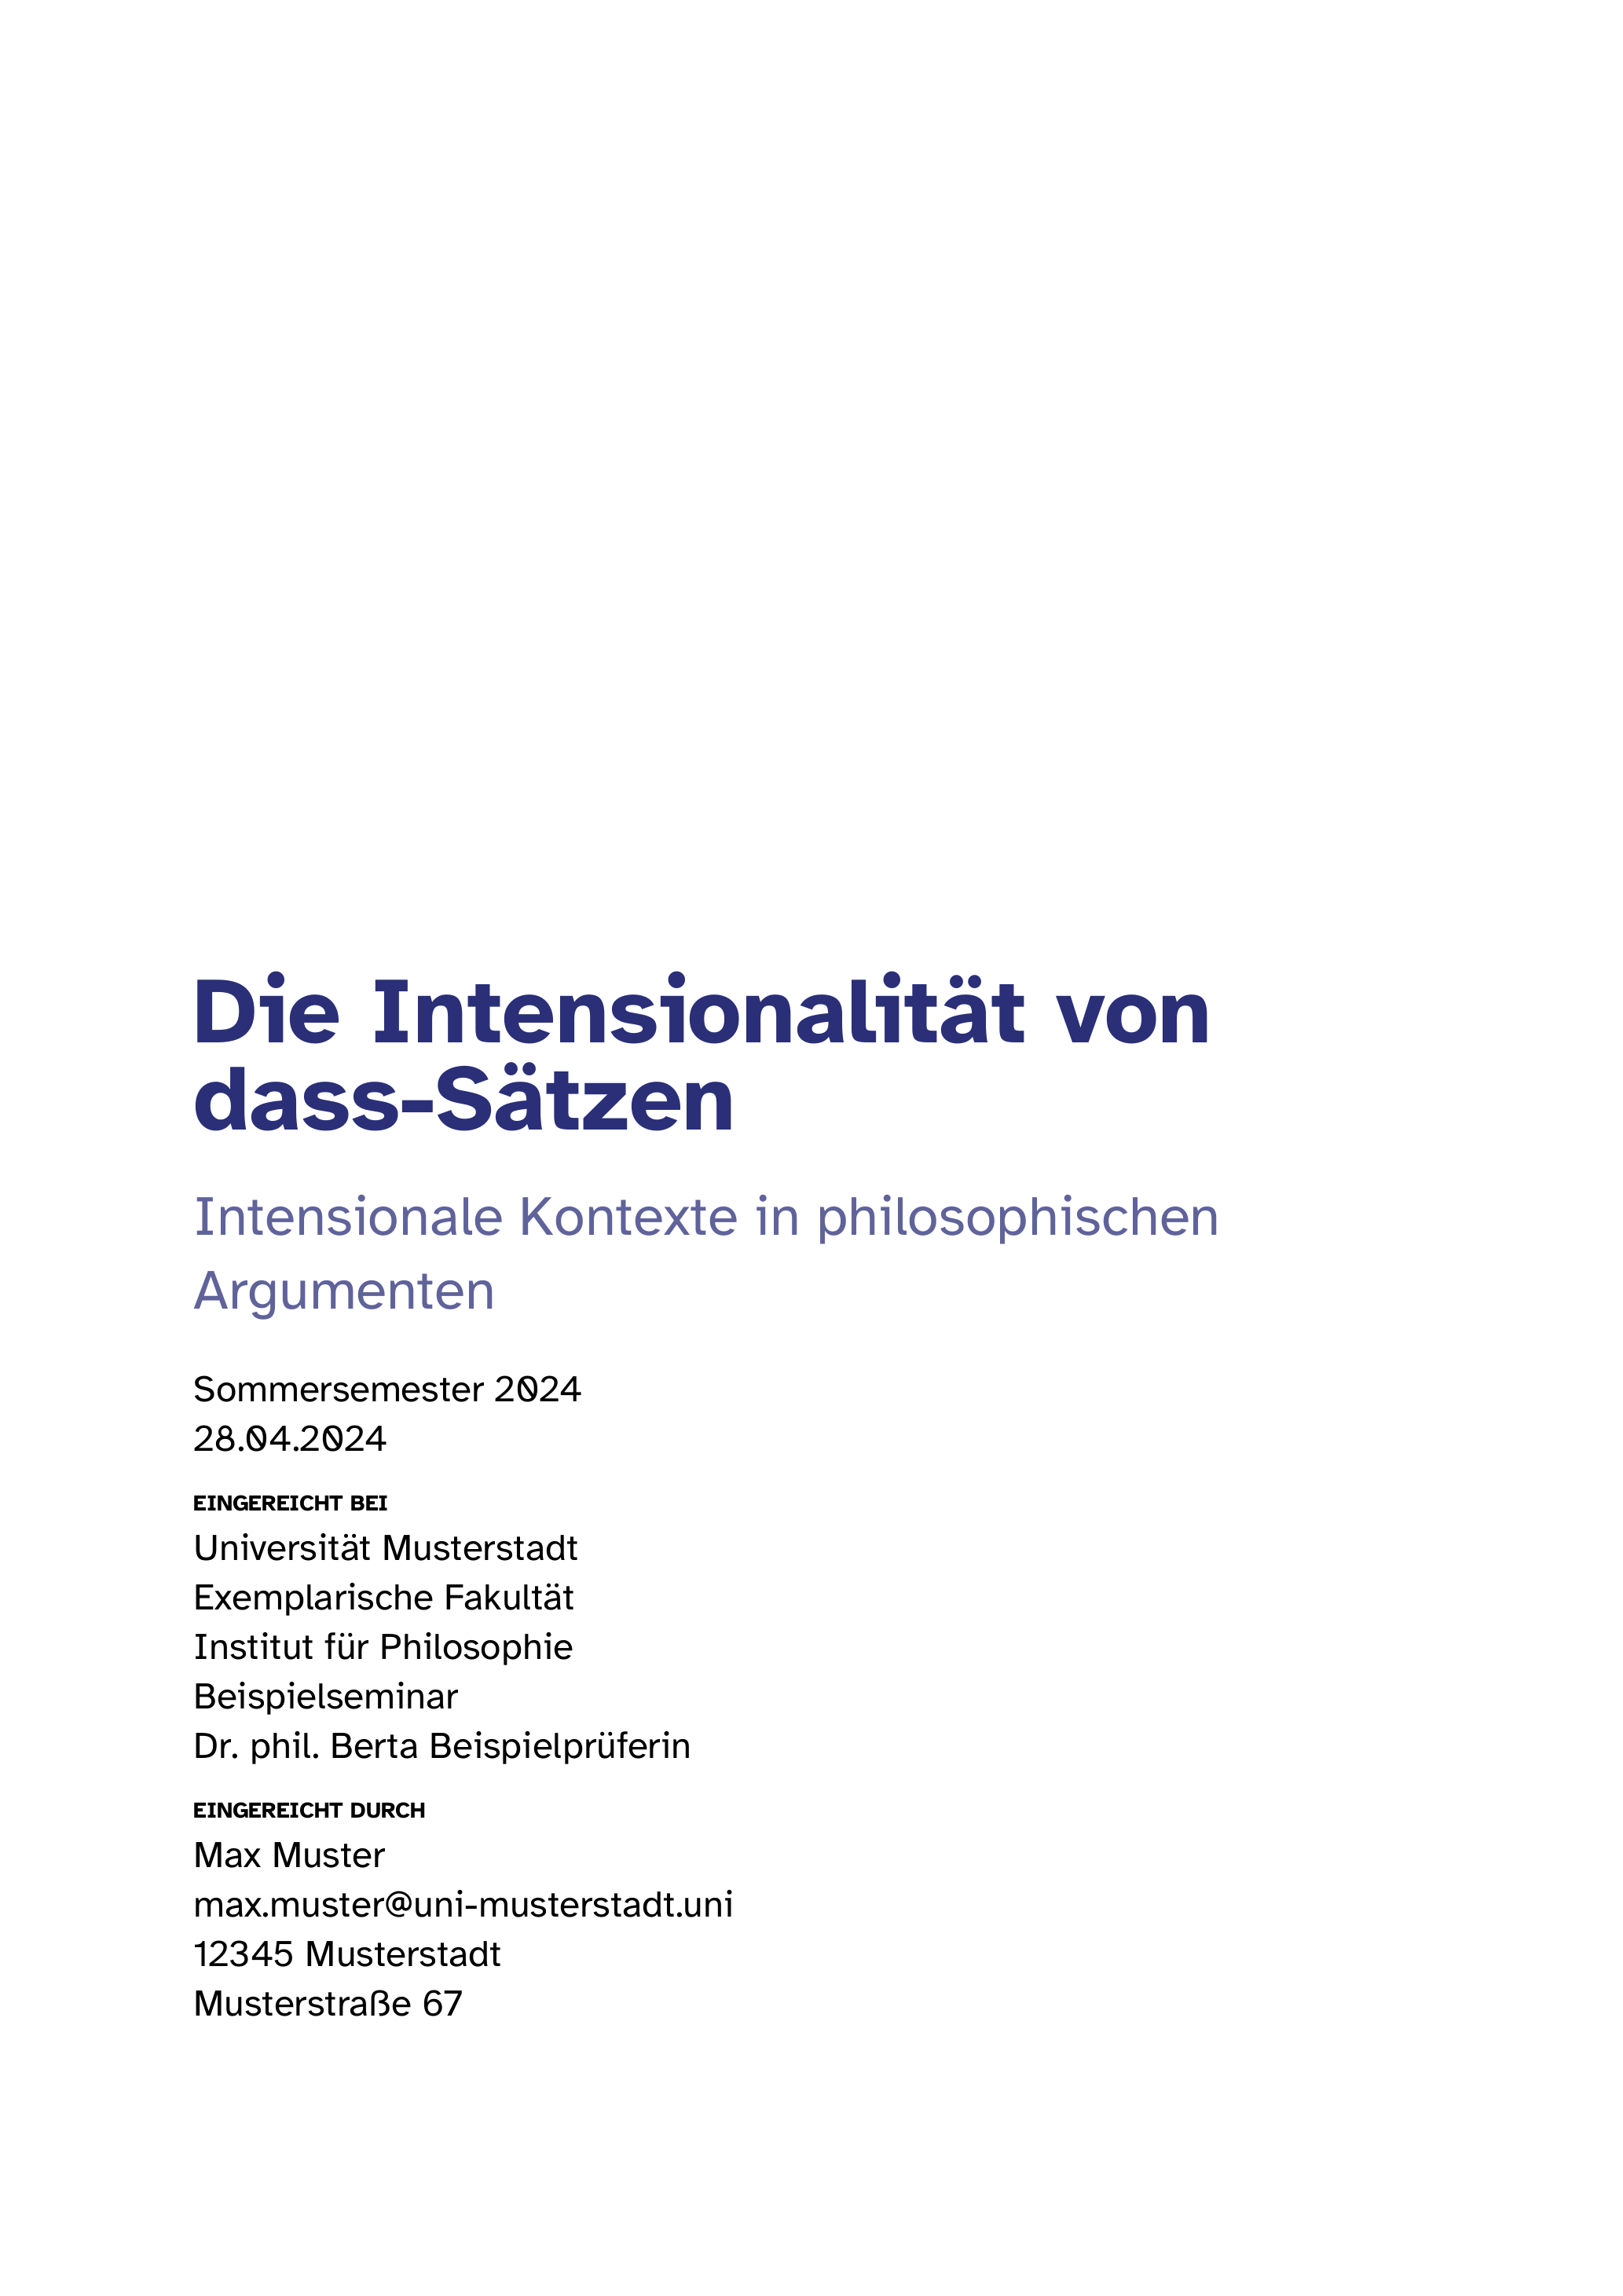 Die Intensionalität von
dass-Sätzen
Intensionale Kontexte in philosophischen
Argumenten
Sommersemester 2024
28.04.2024
EINGEREICHT BEI
Universität Musterstadt
Exemplarische Fakultät
Institut für Philosophie
Beispielseminar
Dr. phil. Berta Beispielprüferin
EINGEREICHT DURCH
Max Muster
max.muster@uni-musterstadt.uni
12345 Musterstadt
Musterstraße 67